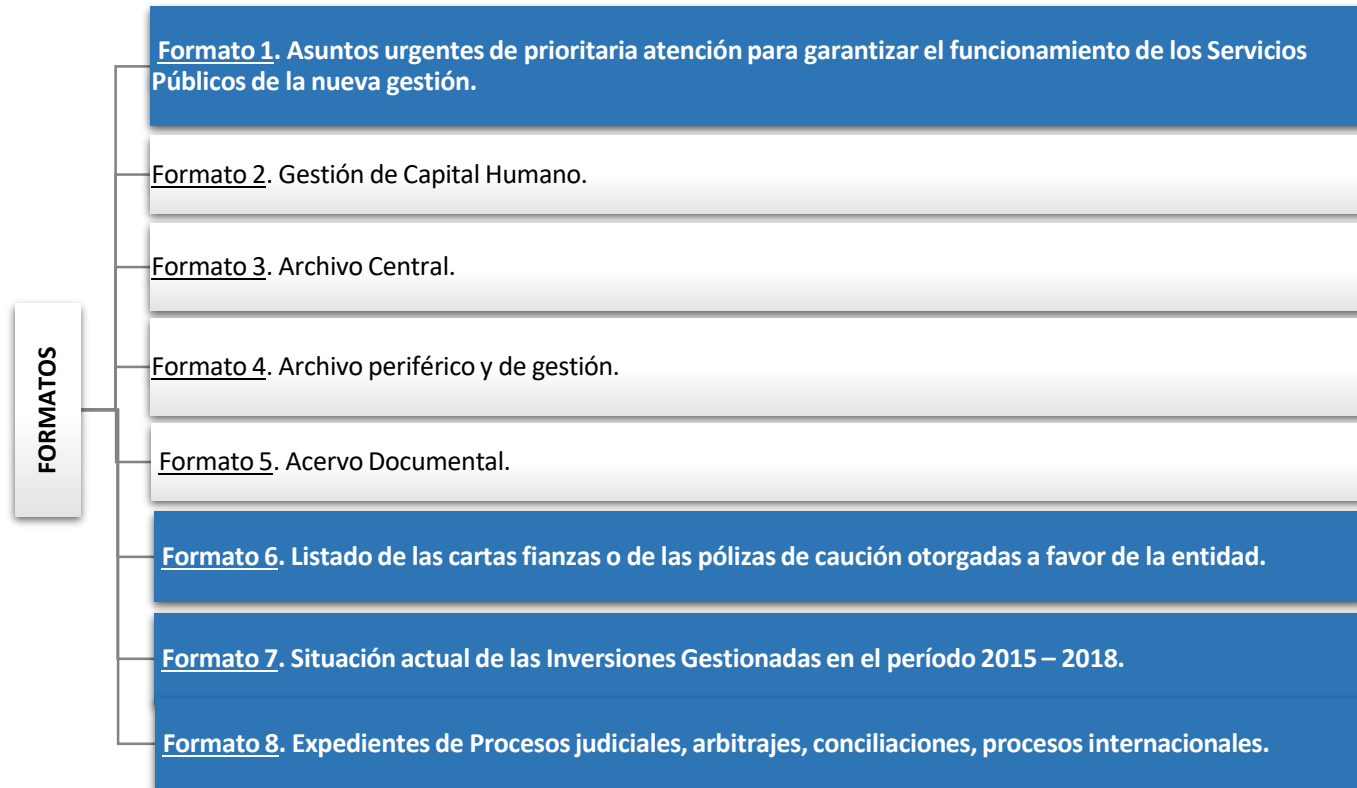 FORMATOS
Formato 1. Asuntos urgentes de prioritaria atención para garantizar el funcionamiento de los Servicios
Públicos de la nueva gestión.
Formato 2. Gestión de Capital Humano.
Formato 3. Archivo Central.
Formato 4. Archivo periférico y de gestión.
Formato 5. Acervo Documental.
Formato 6. Listado de las cartas fianzas o de las pólizas de caución otorgadas a favor de la entidad.
Formato 7. Situación actual de las Inversiones Gestionadas en el período 2015 – 2018.
Formato 8. Expedientes de Procesos judiciales, arbitrajes, conciliaciones, procesos internacionales.